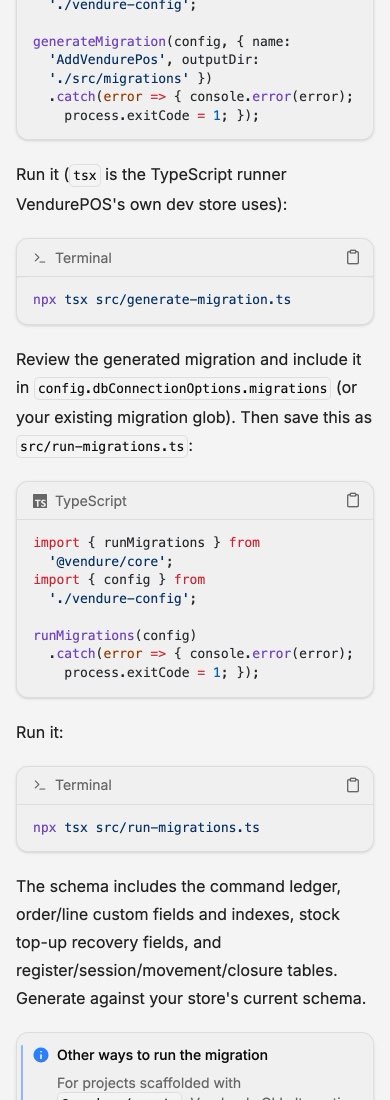 './vendure-config';
generateMigration(config, { name:
'AddVendurePos', outputDir:
'./src/migrations' })
.catch(error => { console.error(error);
process.exitCode = 1; });
Run it ( tsx is the TypeScript runner
VendurePOS's own dev store uses):
Terminal
npx tsx src/generate-migration.ts
Review the generated migration and include it
in config.dbConnectionOptions.migrations (or
your existing migration glob). Then save this as
src/run-migrations.ts :
TS TypeScript
import { runMigrations } from
'@vendure/core';
import { config } from
'./vendure-config';
runMigrations(config)
.catch(error => { console.error(error);
process.exitCode = 1; });
Run it:
Terminal
npx tsx src/run-migrations.ts
The schema includes the command ledger,
order/line custom fields and indexes, stock
top-up recovery fields, and
register/session/movement/closure tables.
Generate against your store's current schema.
Other ways to run the migration
For projects scaffolded with